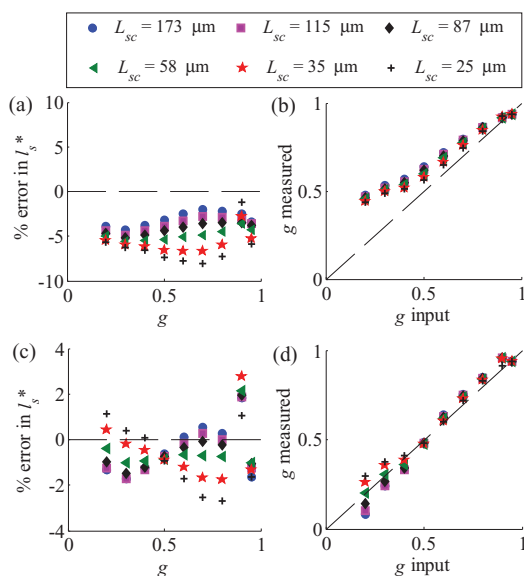 L_sc = 173 μm L_sc = 115 μm L_sc = 87 μm
L_sc = 58 μm L_sc = 35 μm L_sc = 25 μm
(a)
% error in l_s*
10
5
0
-5
-10
0 0.5 1
g
(b)
g measured
1
0.5
0
0 0.5 1
g input
(c)
% error in l_s*
4
2
0
-2
-4
0 0.5 1
g
(d)
g measured
1
0.5
0
0 0.5 1
g input